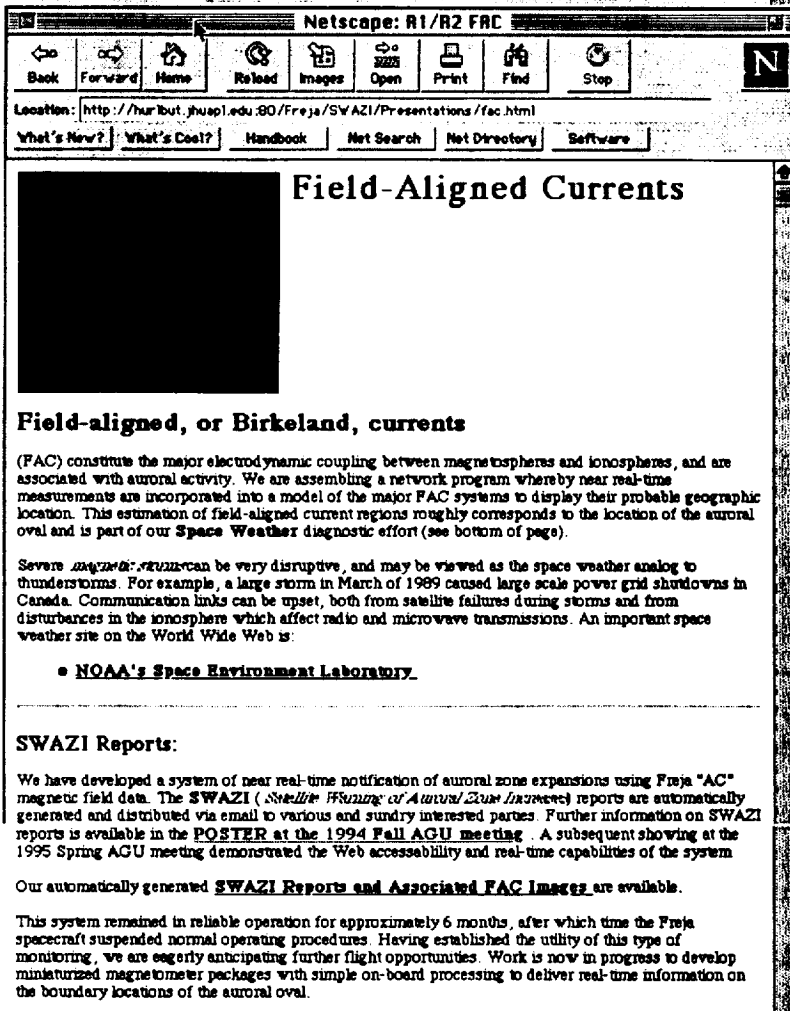 Netscape: R1/R2 FAC
Back Forward Home Reload Images Open Print Find Stop
N
Location: http://hurlbut.jhuapl.edu:80/Freja/SWAZI/Presentations/fac.html
What's New? What's Cool? Handbook Net Search Net Directory Software
Field-Aligned Currents
Field-aligned, or Birkeland, currents
(FAC) constitute the major electrodynamic coupling between magnetospheres and ionospheres, and are
associated with auroral activity. We are assembling a network program whereby near real-time
measurements are incorporated into a model of the major FAC systems to display their probable geographic
location. This estimation of field-aligned current regions roughly corresponds to the location of the auroral
oval and is part of our Space Weather diagnostic effort (see bottom of page).
Severe magnetic storms can be very disruptive, and may be viewed as the space weather analog to
thunderstorms. For example, a large storm in March of 1989 caused large scale power grid shutdowns in
Canada. Communication links can be upset, both from satellite failures during storms and from
disturbances in the ionosphere which affect radio and microwave transmissions. An important space
weather site on the World Wide Web is:
• NOAA's Space Environment Laboratory
SWAZI Reports:
We have developed a system of near real-time notification of auroral zone expansions using Freja "AC"
magnetic field data. The SWAZI ( Satellite Warning of Auroral Zone Increases) reports are automatically
generated and distributed via email to various and sundry interested parties. Further information on SWAZI
reports is available in the POSTER at the 1994 Fall AGU meeting . A subsequent showing at the
1995 Spring AGU meeting demonstrated the Web accessablility and real-time capabilities of the system
Our automatically generated SWAZI Reports and Associated FAC Images are available.
This system remained in reliable operation for approximately 6 months, after which time the Freja
spacecraft suspended normal operating procedures. Having established the utility of this type of
monitoring, we are eagerly anticipating further flight opportunities. Work is now in progress to develop
miniaturized magnetometer packages with simple on-board processing to deliver real-time information on
the boundary locations of the auroral oval.